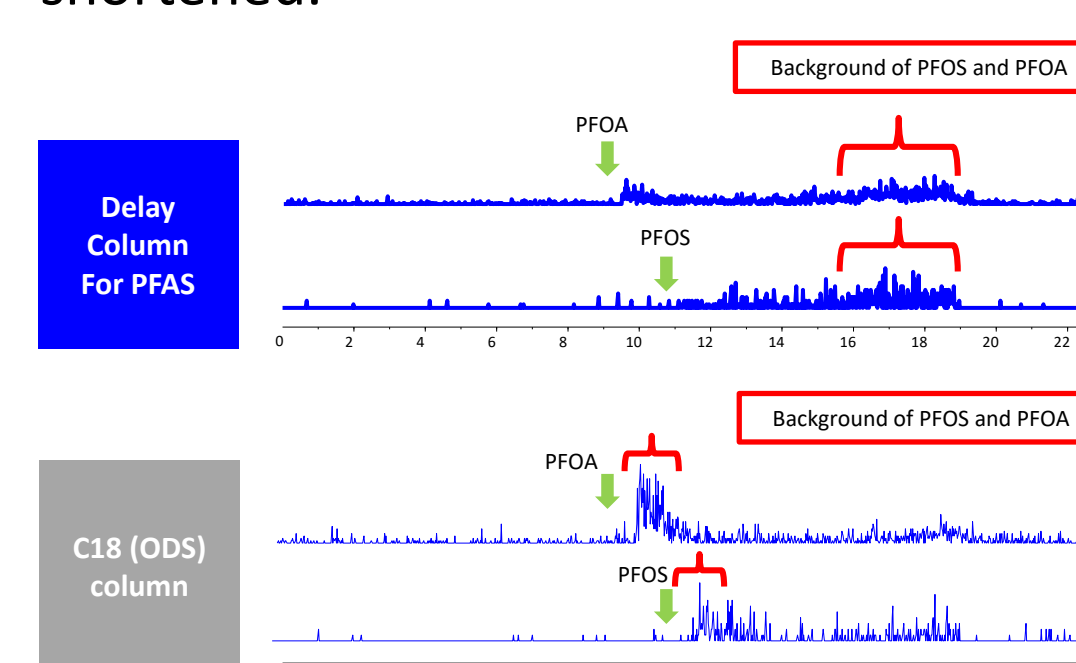 shortened.
Background of PFOS and PFOA
PFOA
Delay
Column
For PFAS
PFOS
0 2 4 6 8 10 12 14 16 18 20 22
Background of PFOS and PFOA
PFOA
C18 (ODS)
column
PFOS